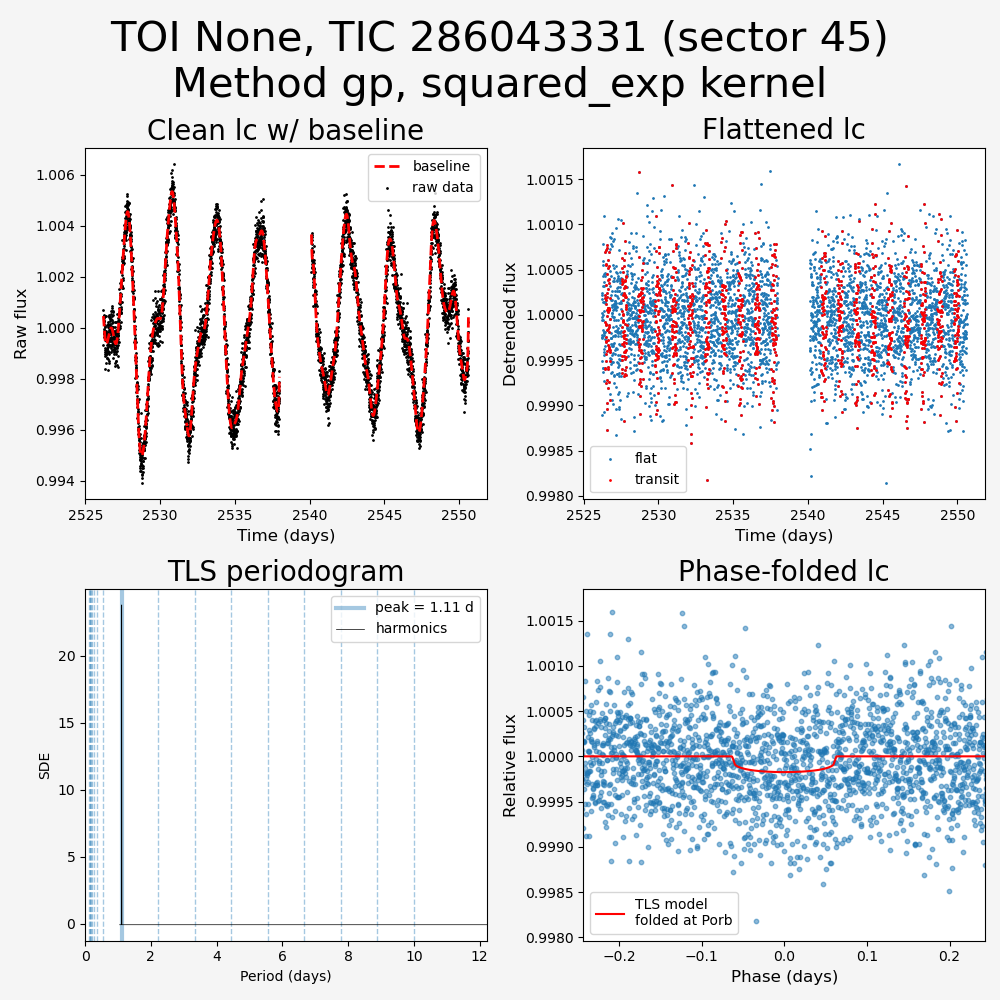 TOI None, TIC 286043331 (sector 45)
Method gp, squared_exp kernel
Clean lc w/ baseline
Raw flux
1.006
1.004
1.002
1.000
0.998
0.996
0.994
baseline
raw data
2525
2530
2535
2540
2545
2550
Time (days)
Flattened lc
Detrended flux
1.0015
1.0010
1.0005
1.0000
0.9995
0.9990
0.9985
0.9980
flat
transit
2525
2530
2535
2540
2545
2550
Time (days)
TLS periodogram
SDE
20
15
10
5
0
peak = 1.11 d
harmonics
0
2
4
6
8
10
12
Period (days)
Phase-folded lc
Relative flux
1.0015
1.0010
1.0005
1.0000
0.9995
0.9990
0.9985
0.9980
TLS model
folded at Porb
−0.2
−0.1
0.0
0.1
0.2
Phase (days)